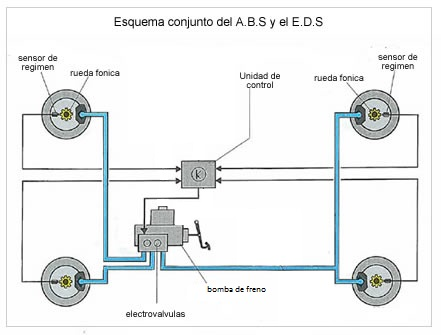 Esquema conjunto del A.B.S y el E.D.S
sensor de
regimen
rueda fonica
Unidad de
control
rueda fonica
sensor de
regimen
K
bomba de freno
electrovalvulas